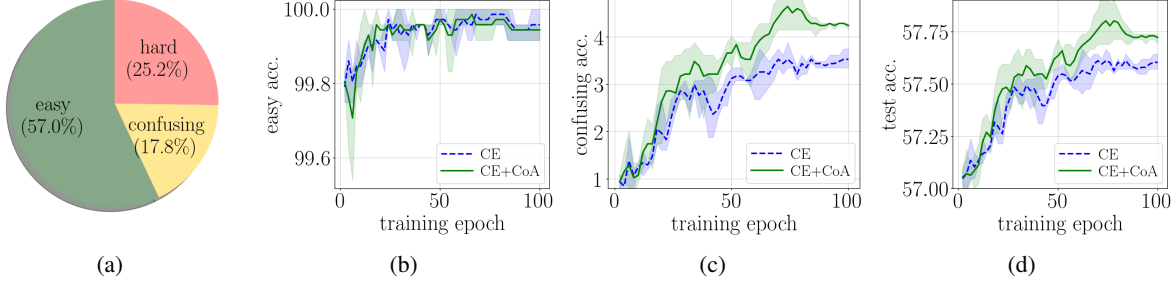 hard
(25.2%)
easy
(57.0%)
confusing
(17.8%)
(a)
easy acc.
100.0
99.8
99.6
CE
CE+CoA
0
50
100
training epoch
(b)
confusing acc.
4
3
2
1
CE
CE+CoA
0
50
100
training epoch
(c)
test acc.
57.75
57.50
57.25
57.00
CE
CE+CoA
0
50
100
training epoch
(d)